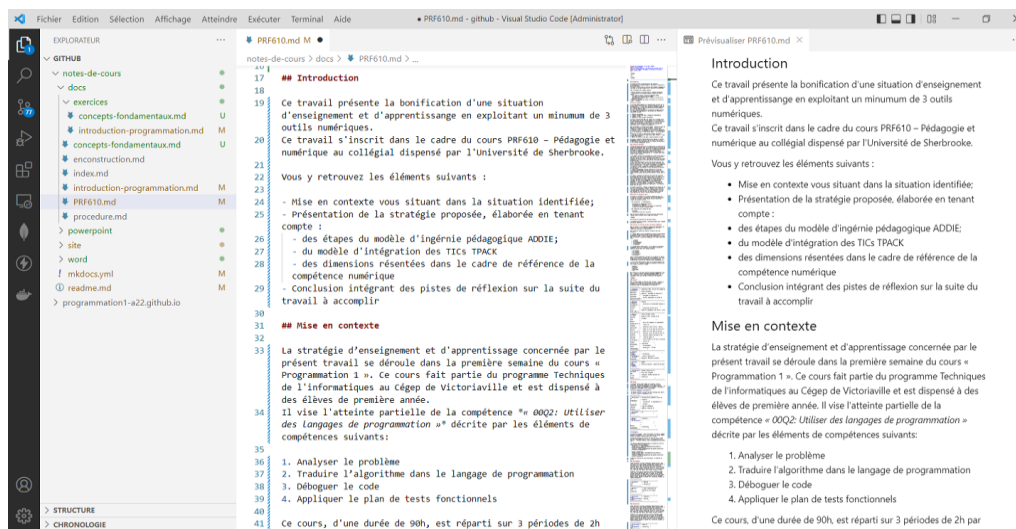 Fichier Edition Sélection Affichage Atteindre Exécuter Terminal Aide
● PRF610.md - github - Visual Studio Code [Administrator]
EXPLORATEUR
GITHUB
notes-de-cours
docs
exercices
concepts-fondamentaux.md U
introduction-programmation.md M
concepts-fondamentaux.md U
enconstruction.md
index.md
introduction-programmation.md M
PRF610.md M
procedure.md
powerpoint
site
word
mkdocs.yml M
readme.md M
programmation1-a22.github.io
STRUCTURE
CHRONOLOGIE
PRF610.md M ●
notes-de-cours > docs > PRF610.md > ...
16
17 ## Introduction
18
19 Ce travail présente la bonification d'une situation
d'enseignement et d'apprentissange en exploitant un minumum de 3
outils numériques.
20 Ce travail s'inscrit dans le cadre du cours PRF610 – Pédagogie et
numérique au collégial dispensé par l'Université de Sherbrooke.
21
22 Vous y retrouvez les éléments suivants :
23
24 - Mise en contexte vous situant dans la situation identifiée;
25 - Présentation de la stratégie proposée, élaborée en tenant
compte :
26 - des étapes du modèle d'ingérnie pédagogique ADDIE;
27 - du modèle d'intégration des TICs TPACK
28 - des dimensions résentées dans le cadre de référence de la
compétence numérique
29 - Conclusion intégrant des pistes de réflexion sur la suite du
travail à accomplir
30
31 ## Mise en contexte
32
33 La stratégie d'enseignement et d'apprentissage concernée par le
présent travail se déroule dans la première semaine du cours «
Programmation 1 ». Ce cours fait partie du programme Techniques
de l'informatiques au Cégep de Victoriaville et est dispensé à
des élèves de première année.
34 Il vise l'atteinte partielle de la compétence *« 00Q2: Utiliser
des langages de programmation »* décrite par les éléments de
compétences suivants:
35
36 1. Analyser le problème
37 2. Traduire l'algorithme dans le langage de programmation
38 3. Déboguer le code
39 4. Appliquer le plan de tests fonctionnels
40
41 Ce cours, d'une durée de 90h, est réparti sur 3 périodes de 2h
Prévisualiser PRF610.md
Introduction
Ce travail présente la bonification d'une situation d'enseignement
et d'apprentissange en exploitant un minumum de 3 outils
numériques.
Ce travail s'inscrit dans le cadre du cours PRF610 – Pédagogie et
numérique au collégial dispensé par l'Université de Sherbrooke.
Vous y retrouvez les éléments suivants :
• Mise en contexte vous situant dans la situation identifiée;
• Présentation de la stratégie proposée, élaborée en tenant
compte :
• des étapes du modèle d'ingérnie pédagogique ADDIE;
• du modèle d'intégration des TICs TPACK
• des dimensions résentées dans le cadre de référence de la
compétence numérique
• Conclusion intégrant des pistes de réflexion sur la suite du
travail à accomplir
Mise en contexte
La stratégie d'enseignement et d'apprentissage concernée par le
présent travail se déroule dans la première semaine du cours «
Programmation 1 ». Ce cours fait partie du programme Techniques
de l'informatiques au Cégep de Victoriaville et est dispensé à des
élèves de première année. Il vise l'atteinte partielle de la
compétence « 00Q2: Utiliser des langages de programmation »
décrite par les éléments de compétences suivants:
1. Analyser le problème
2. Traduire l'algorithme dans le langage de programmation
3. Déboguer le code
4. Appliquer le plan de tests fonctionnels
Ce cours, d'une durée de 90h, est réparti sur 3 périodes de 2h par